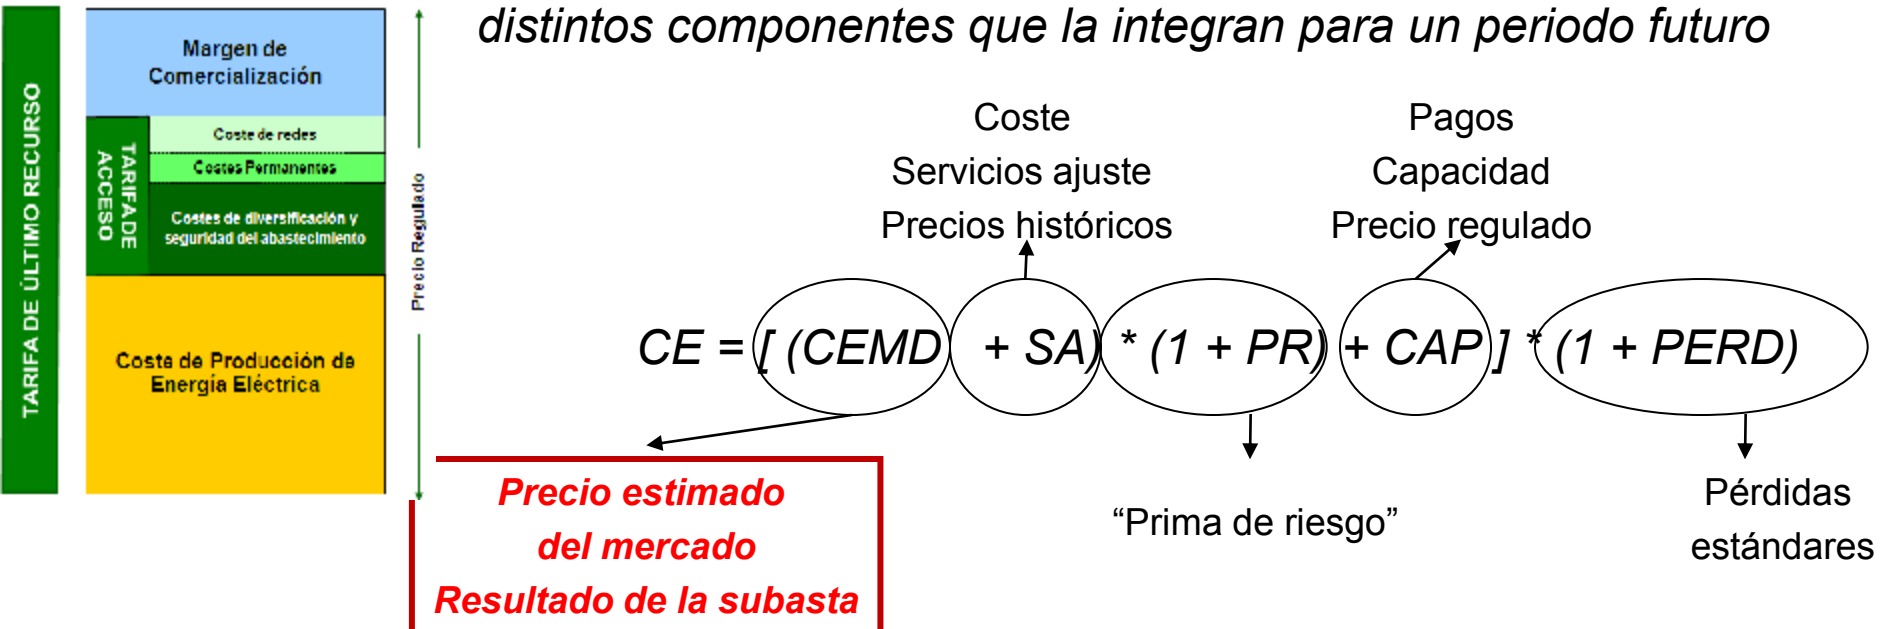 distintos componentes que la integran para un periodo futuro
TARIFA DE ÚLTIMO RECURSO
Margen de
Comercialización
TARIFA DE
ACCESO
Coste de redes
Costes Permanentes
Costes de diversificación y
seguridad del abastecimiento
Coste de Producción de
Energía Eléctrica
Precio Regulado
Coste
Servicios ajuste
Precios históricos
Pagos
Capacidad
Precio regulado
CE = [ (CEMD + SA) * (1 + PR) + CAP ] * (1 + PERD)
Precio estimado
del mercado
Resultado de la subasta
“Prima de riesgo”
Pérdidas
estándares